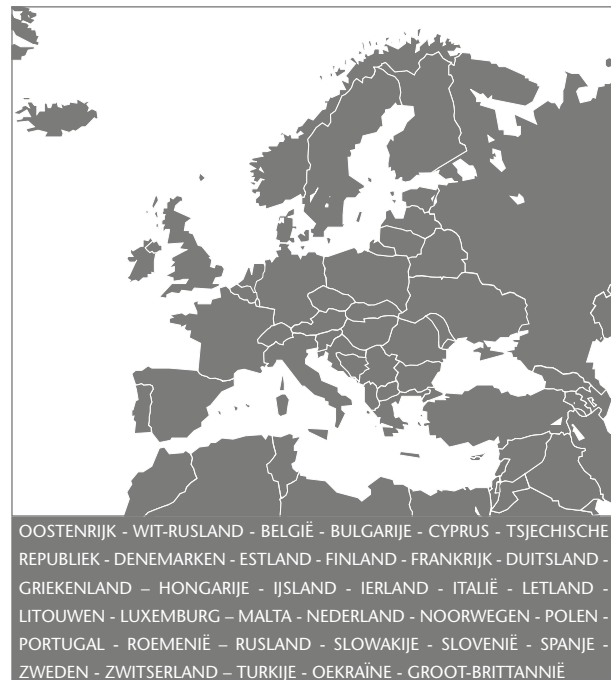 OOSTENRIJK - WIT-RUSLAND - BELGIË - BULGARIJE - CYPRUS - TSJECHISCHE
REPUBLIEK - DENEMARKEN - ESTLAND - FINLAND - FRANKRIJK - DUITSLAND -
GRIEKENLAND – HONGARIJE - IJSLAND - IERLAND - ITALIË - LETLAND -
LITOUWEN - LUXEMBURG – MALTA - NEDERLAND - NOORWEGEN - POLEN -
PORTUGAL - ROEMENIË – RUSLAND - SLOWAKIJE - SLOVENIË - SPANJE -
ZWEDEN - ZWITSERLAND – TURKIJE - OEKRAÏNE - GROOT-BRITTANNIË